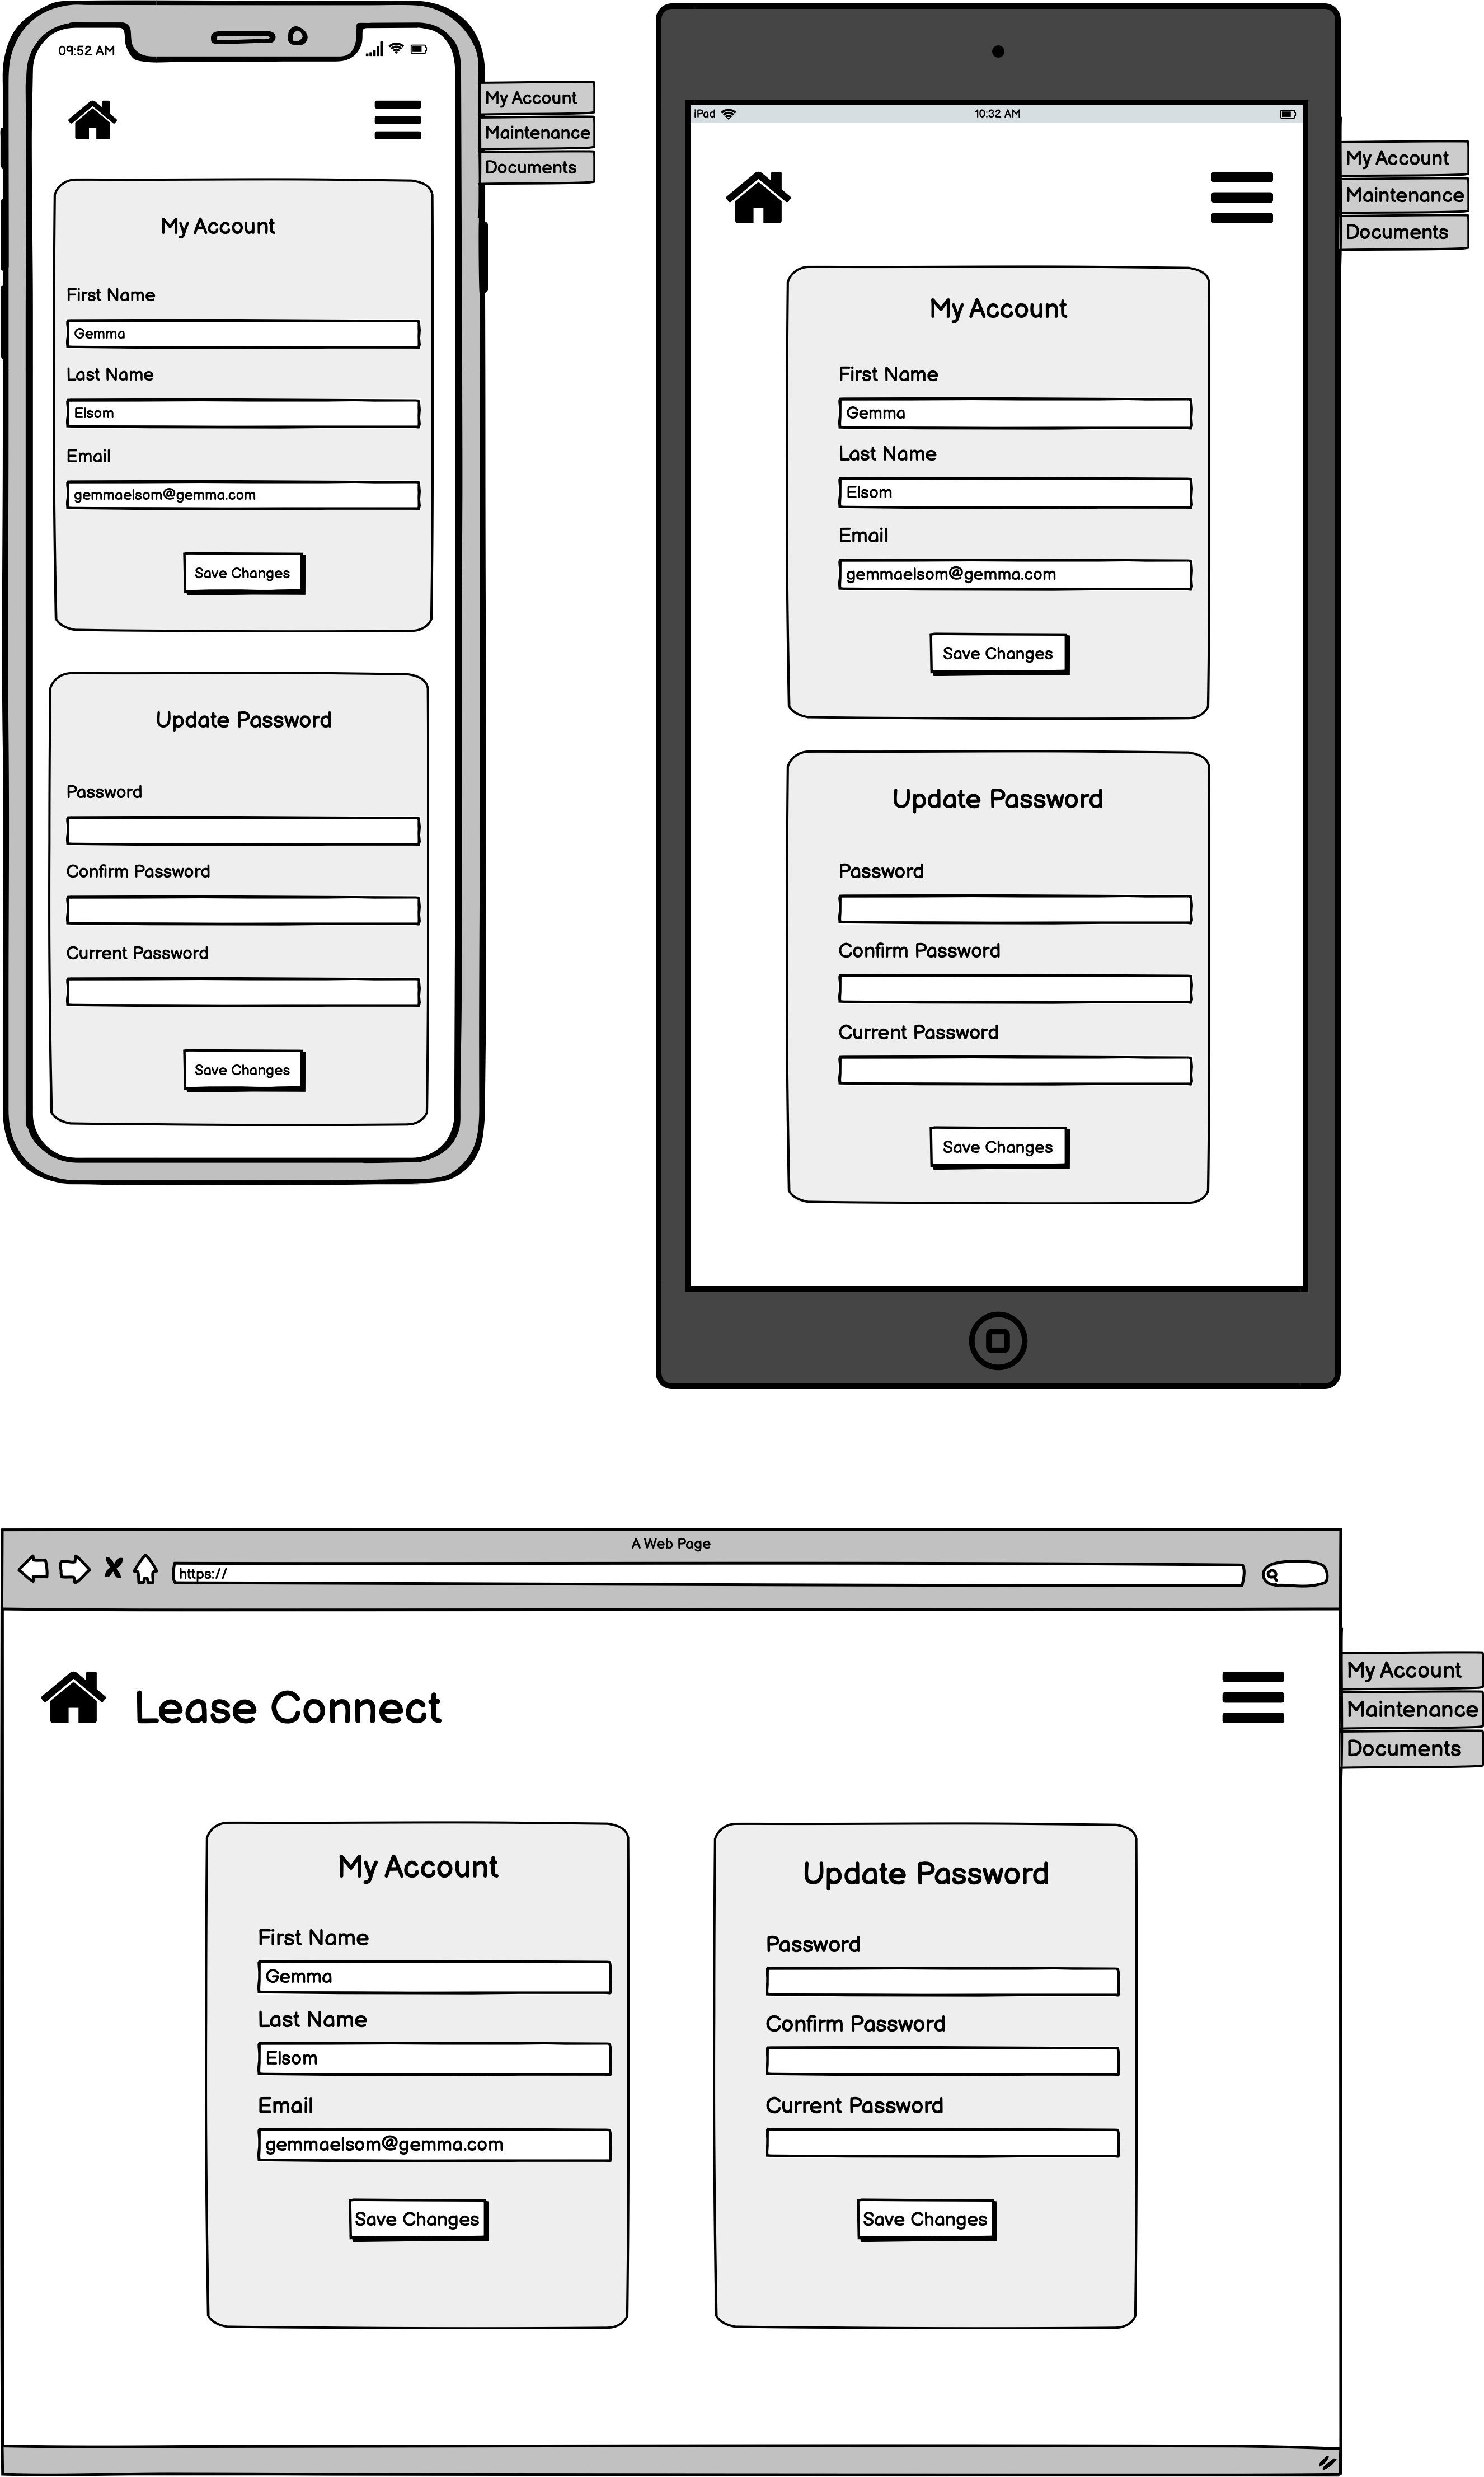 09:52 AM
My Account
Maintenance
Documents
My Account
First Name
Gemma
Last Name
Elsom
Email
gemmaelsom@gemma.com
Save Changes
Update Password
Password
Confirm Password
Current Password
Save Changes
iPad
10:32 AM
My Account
Maintenance
Documents
My Account
First Name
Gemma
Last Name
Elsom
Email
gemmaelsom@gemma.com
Save Changes
Update Password
Password
Confirm Password
Current Password
Save Changes
A Web Page
https://
Lease Connect
My Account
Maintenance
Documents
My Account
First Name
Gemma
Last Name
Elsom
Email
gemmaelsom@gemma.com
Save Changes
Update Password
Password
Confirm Password
Current Password
Save Changes